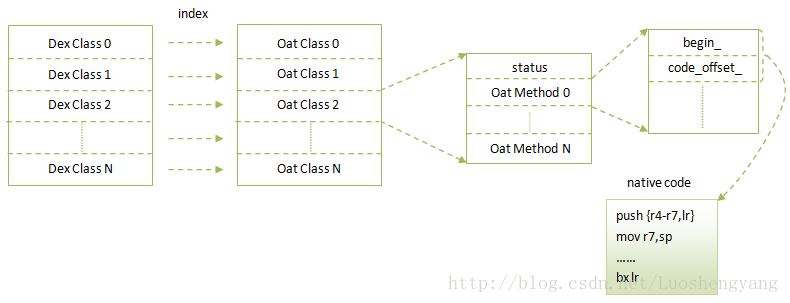 index
Dex Class 0
Dex Class 1
Dex Class 2
Dex Class N
Oat Class 0
Oat Class 1
Oat Class 2
Oat Class N
status
Oat Method 0
Oat Method N
begin_
code_offset_
native code
push {r4-r7,lr}
mov r7,sp
……
bx lr
http://blog.csdn.net/Luoshengyang